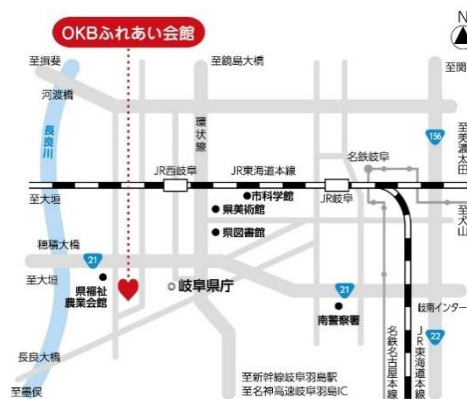 OKBふれあい会館
N
至揖斐
至鏡島大橋
至関
河渡橋
環状線
長良川
156
至美濃太田
名鉄岐阜
JR西岐阜
JR東海道本線
市科学館
至大垣
県美術館
JR岐阜
至犬山
県図書館
穂積大橋
21
至大垣
県福祉農業会館
岐阜県庁
21
南警察署
岐南インター
22
長良大橋
名鉄名古屋本線
JR東海道本線
至墨俣
至新幹線岐阜羽島駅
至名神高速岐阜羽島IC